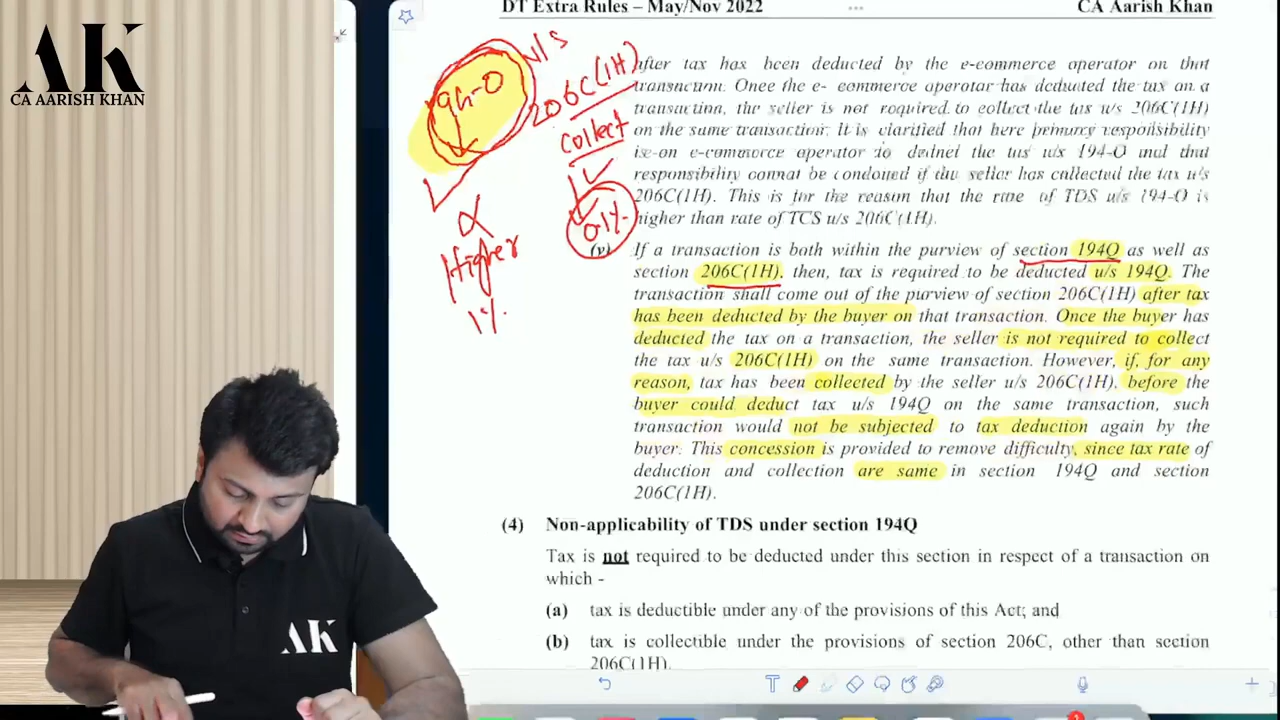 DT Extra Rules – May/Nov 2022 CA Aarish Khan
AK
CA AARISH KHAN
194-O
v/s
206C(1H)
collect
0.1%
Higher
1%
after tax has been deducted by the e-commerce operator on that
transaction. Once the e- commerce operator has deducted the tax on a
transaction, the seller is not required to collect the tax u/s 206C(1H)
on the same transaction. It is clarified that here primary responsibility
is on e-commerce operator to deduct the tax u/s 194-O and that
responsibility cannot be condoned if the seller has collected the tax u/s
206C(1H). This is for the reason that the rate of TDS u/s 194-O is
higher than rate of TCS u/s 206C(1H).
(v) If a transaction is both within the purview of section 194Q as well as
section 206C(1H), then, tax is required to be deducted u/s 194Q. The
transaction shall come out of the purview of section 206C(1H) after tax
has been deducted by the buyer on that transaction. Once the buyer has
deducted the tax on a transaction, the seller is not required to collect
the tax u/s 206C(1H) on the same transaction. However, if, for any
reason, tax has been collected by the seller u/s 206C(1H), before the
buyer could deduct tax u/s 194Q on the same transaction, such
transaction would not be subjected to tax deduction again by the
buyer. This concession is provided to remove difficulty, since tax rate of
deduction and collection are same in section 194Q and section
206C(1H).
(4) Non-applicability of TDS under section 194Q
Tax is not required to be deducted under this section in respect of a transaction on
which -
(a) tax is deductible under any of the provisions of this Act; and
(b) tax is collectible under the provisions of section 206C, other than section
206C(1H).
AK
T